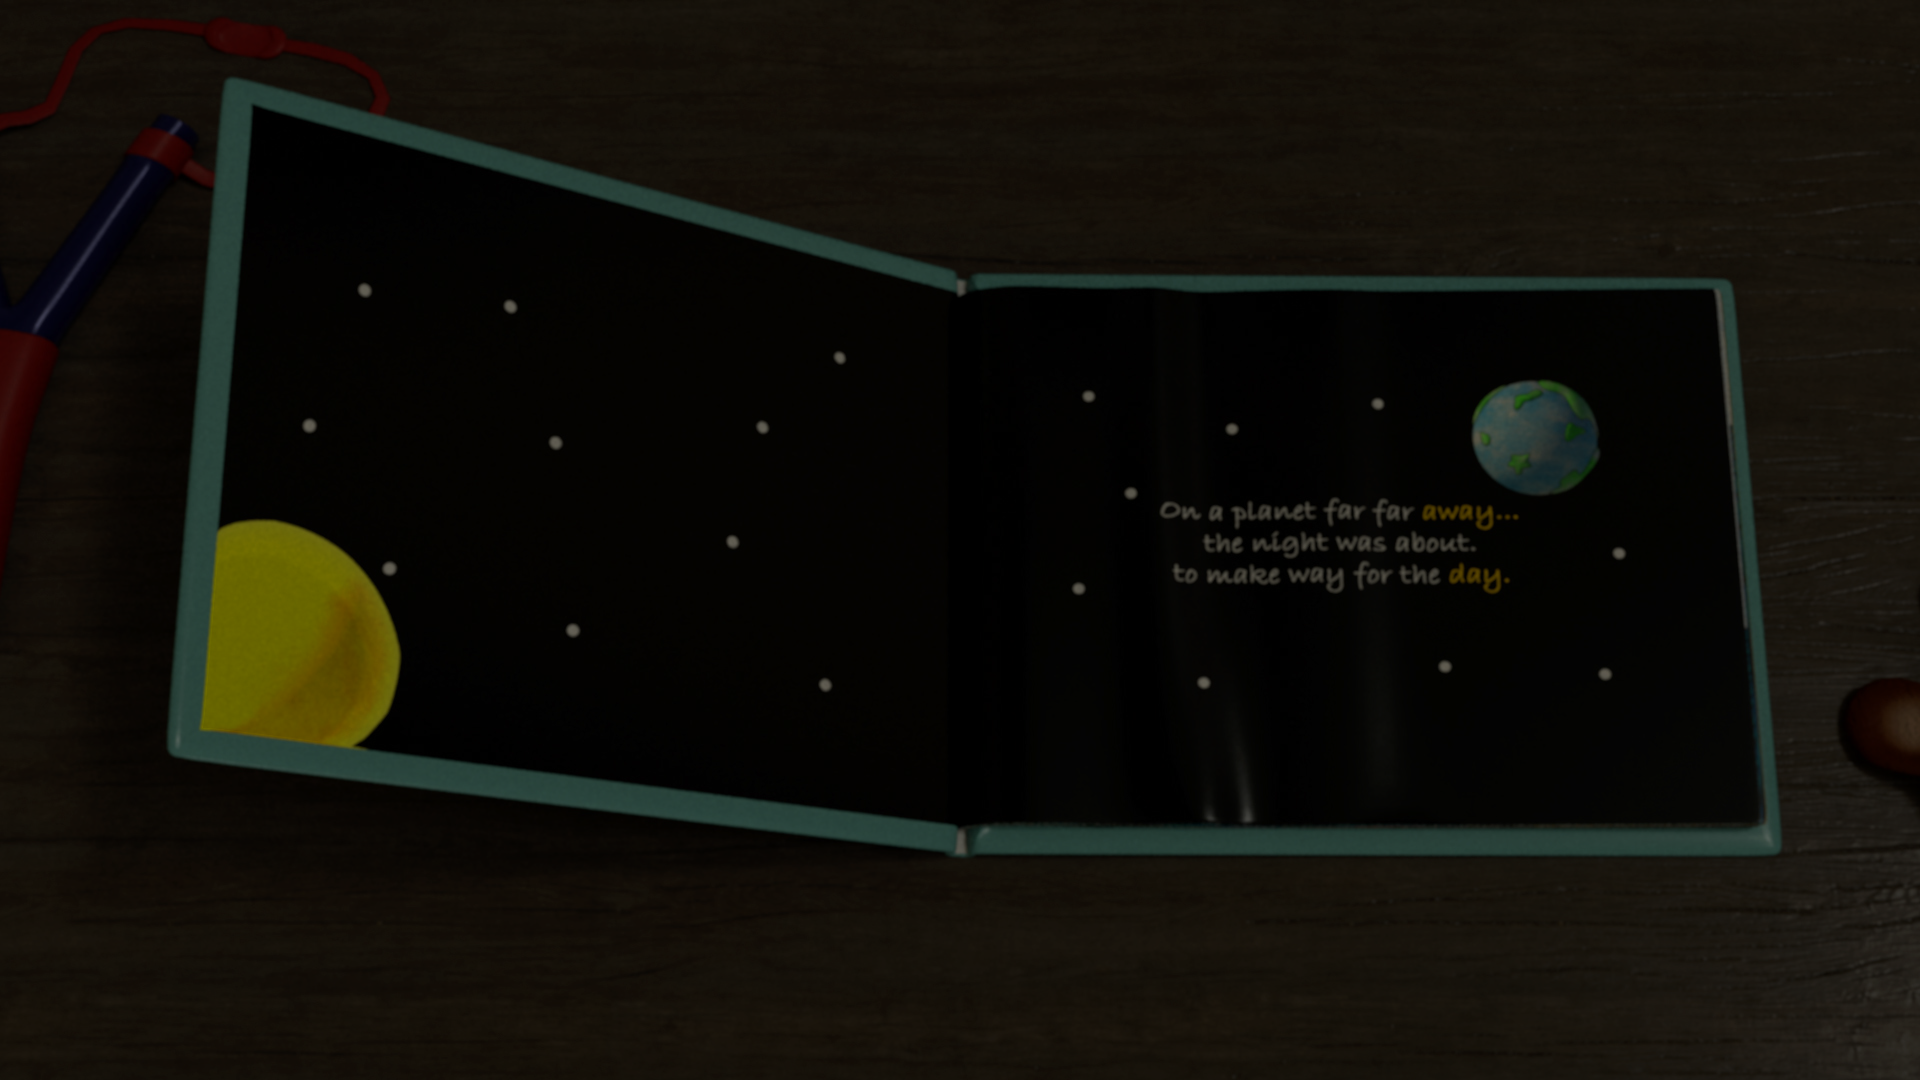 On a planet far far away...
the night was about.
to make way for the day.